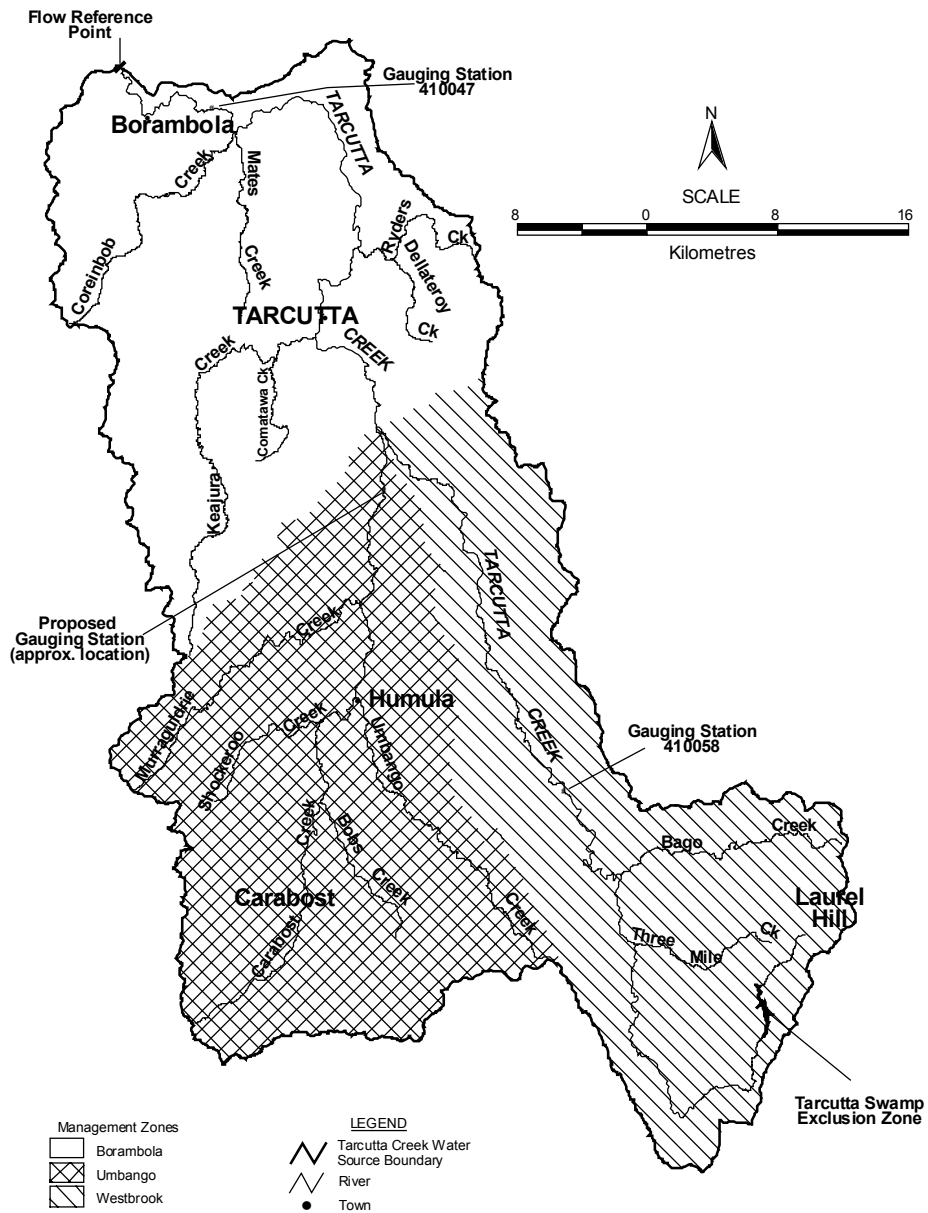 Flow Reference
Point
Gauging Station
410047
Borambola
TARCUTTA
N
SCALE
8 0 8 16
Kilometres
Creek
Mates
Creek
Coreinbob
Ryders
Ck
Dellateroy
Ck
TARCUTTA
CREEK
Creek
Comatawa Ck
Keajura
TARCUTTA
CREEK
Proposed
Gauging Station
(approx. location)
Creek
Murraguldrie
Humula
Creek
Shockeroo
Umbango
Creek
Gauging Station
410058
Creek
Bobs
Creek
Carabost
Carabost
Bago
Creek
Laurel
Hill
Three
Mile
Ck
Tarcutta Swamp
Exclusion Zone
Management Zones
Borambola
Umbango
Westbrook
LEGEND
Tarcutta Creek Water
Source Boundary
River
Town